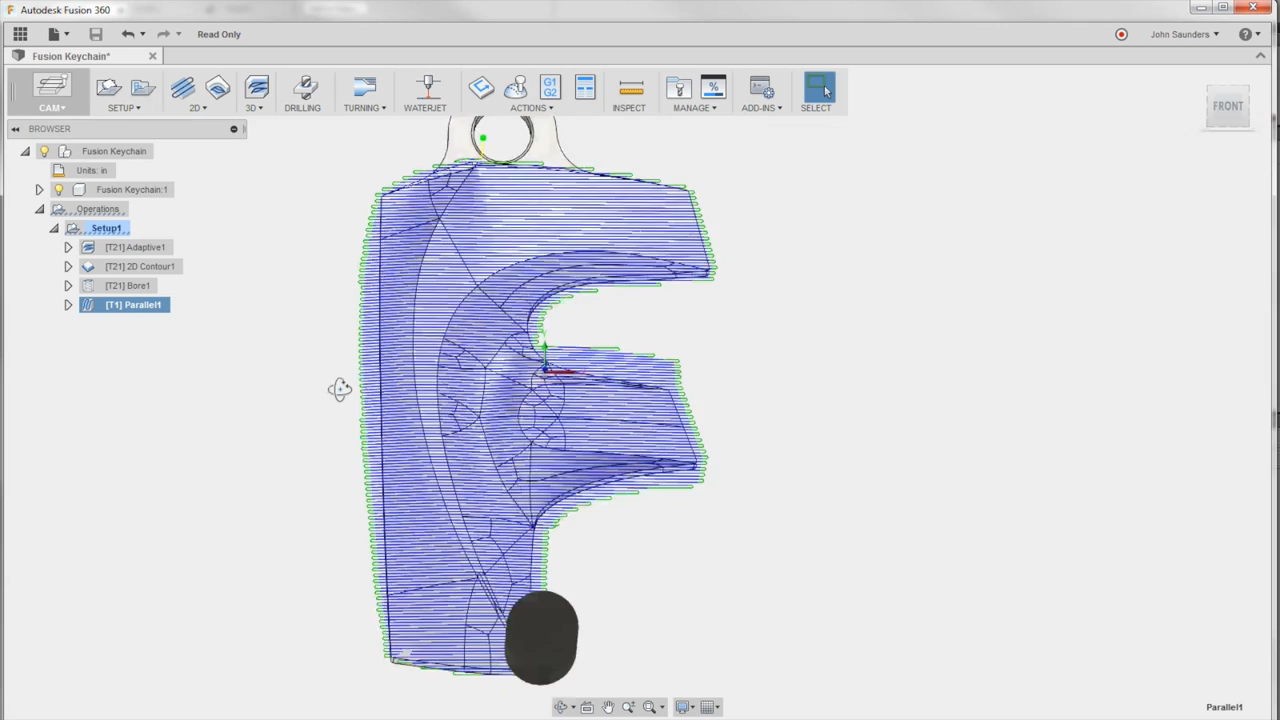 Autodesk Fusion 360
Read Only
John Saunders
Fusion Keychain*
G1
G2
%
CAM
SETUP
2D
3D
DRILLING
TURNING
WATERJET
ACTIONS
INSPECT
MANAGE
ADD-INS
SELECT
BROWSER
FRONT
Fusion Keychain
Units: in
Fusion Keychain:1
Operations
Setup1
[T21] Adaptive1
[T21] 2D Contour1
[T21] Bore1
[T1] Parallel1
Parallel1